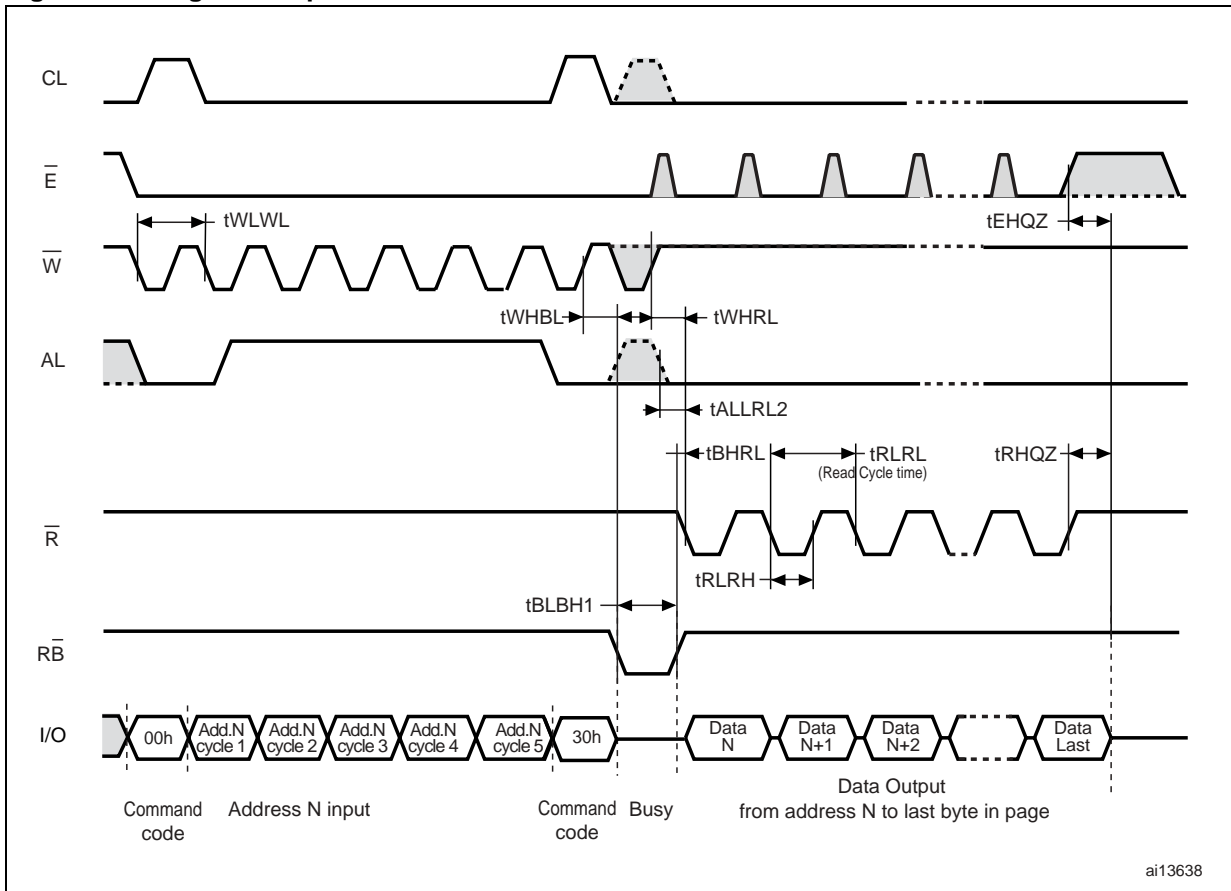 CL
E
tWLWL
tEHQZ
W
tWHBL
tWHRL
AL
tALLRL2
tBHRL
tRLRL
tRHQZ
(Read Cycle time)
R
tRLRH
tBLBH1
RB
I/O
00h
Add.N
cycle 1
Add.N
cycle 2
Add.N
cycle 3
Add.N
cycle 4
Add.N
cycle 5
30h
Data
N
Data
N+1
Data
N+2
Data
Last
Command
code
Address N input
Command
code
Busy
Data Output
from address N to last byte in page
ai13638